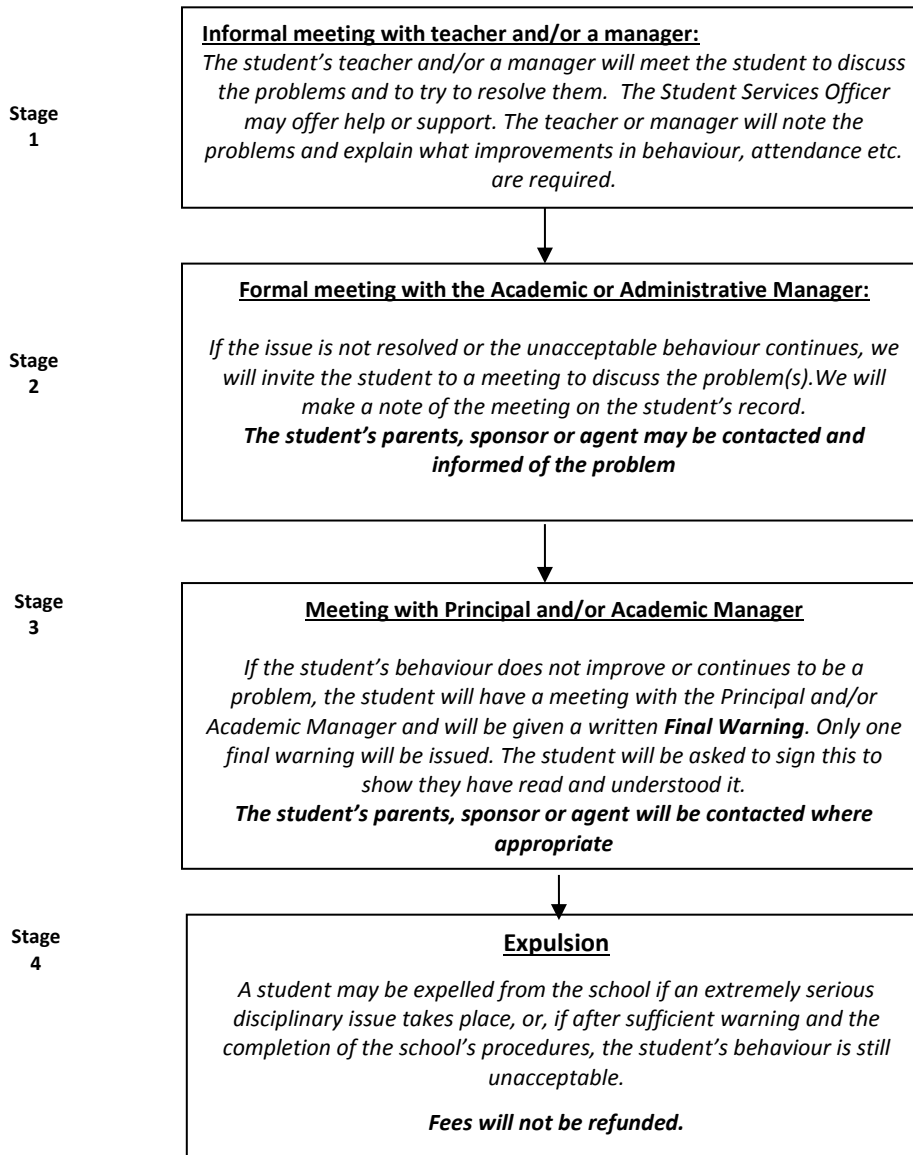 Informal meeting with teacher and/or a manager:
The student’s teacher and/or a manager will meet the student to discuss
the problems and to try to resolve them.  The Student Services Officer
may offer help or support. The teacher or manager will note the
problems and explain what improvements in behaviour, attendance etc.
are required.
Stage
1
Formal meeting with the Academic or Administrative Manager:
If the issue is not resolved or the unacceptable behaviour continues, we
will invite the student to a meeting to discuss the problem(s).We will
make a note of the meeting on the student’s record.
The student’s parents, sponsor or agent may be contacted and
informed of the problem
Stage
2
Meeting with Principal and/or Academic Manager
If the student’s behaviour does not improve or continues to be a
problem, the student will have a meeting with the Principal and/or
Academic Manager and will be given a written Final Warning. Only one
final warning will be issued. The student will be asked to sign this to
show they have read and understood it.
The student’s parents, sponsor or agent will be contacted where
appropriate
Stage
3
Expulsion
A student may be expelled from the school if an extremely serious
disciplinary issue takes place, or, if after sufficient warning and the
completion of the school’s procedures, the student’s behaviour is still
unacceptable.
Fees will not be refunded.
Stage
4